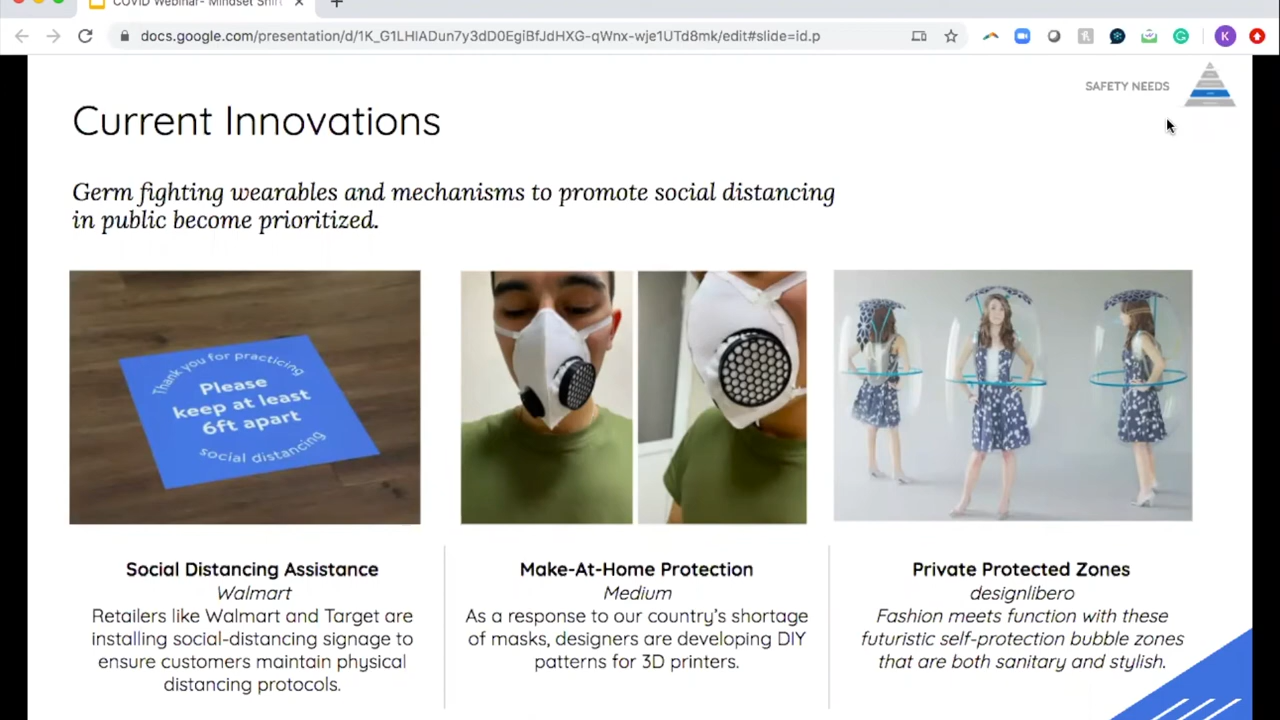 COVID Webinar- Mindset Shift
docs.google.com/presentation/d/1K_G1LHlADun7y3dD0EgiBfJdHXG-qWnx-wje1UTd8mk/edit#slide=id.p
K
SAFETY NEEDS
Current Innovations
Germ fighting wearables and mechanisms to promote social distancing
in public become prioritized.
Thank you for practicing
Please
keep at least
6ft apart
social distancing
Social Distancing Assistance
Walmart
Retailers like Walmart and Target are
installing social-distancing signage to
ensure customers maintain physical
distancing protocols.
Make-At-Home Protection
Medium
As a response to our country's shortage
of masks, designers are developing DIY
patterns for 3D printers.
Private Protected Zones
designlibero
Fashion meets function with these
futuristic self-protection bubble zones
that are both sanitary and stylish.